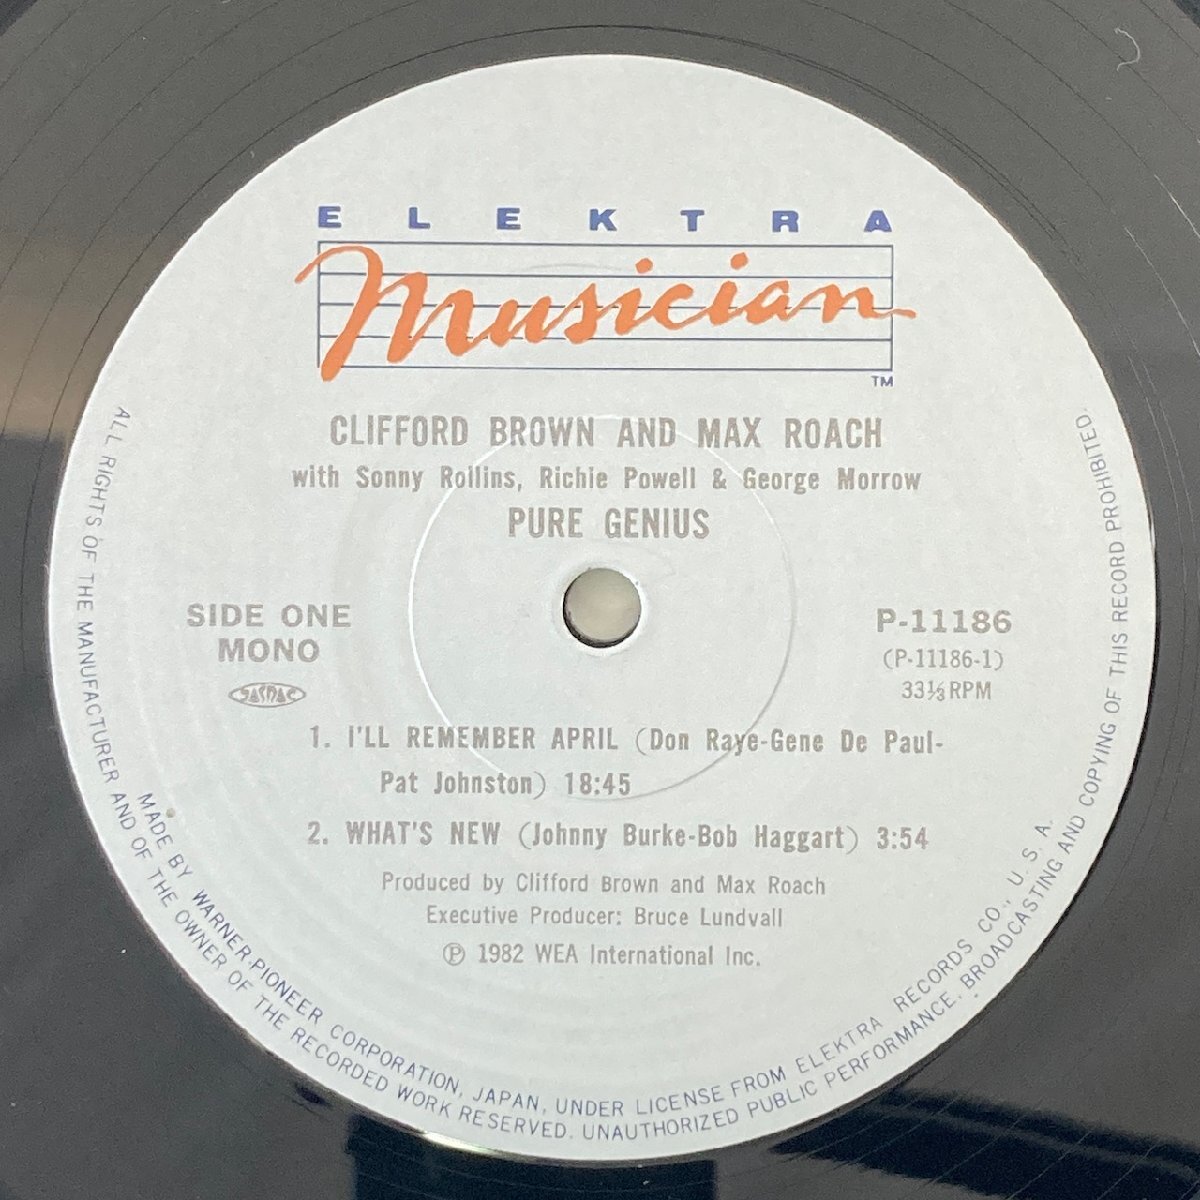 ELEKTRA
Musician
TM
CLIFFORD BROWN AND MAX ROACH
with Sonny Rollins, Richie Powell & George Morrow
PURE GENIUS
SIDE ONE
MONO
P-11186
(P-11186-1)
33⅓ RPM
1. I'LL REMEMBER APRIL (Don Raye-Gene De Paul-
Pat Johnston) 18:45
2. WHAT'S NEW (Johnny Burke-Bob Haggart) 3:54
Produced by Clifford Brown and Max Roach
Executive Producer: Bruce Lundvall
Ⓟ 1982 WEA International Inc.
MADE BY WARNER-PIONEER CORPORATION, JAPAN, UNDER LICENSE FROM ELEKTRA RECORDS CO., U. S. A.
ALL RIGHTS OF THE MANUFACTURER AND OF THE OWNER OF THE RECORDED WORK RESERVED. UNAUTHORIZED PUBLIC PERFORMANCE, BROADCASTING AND COPYING OF THIS RECORD PROHIBITED.